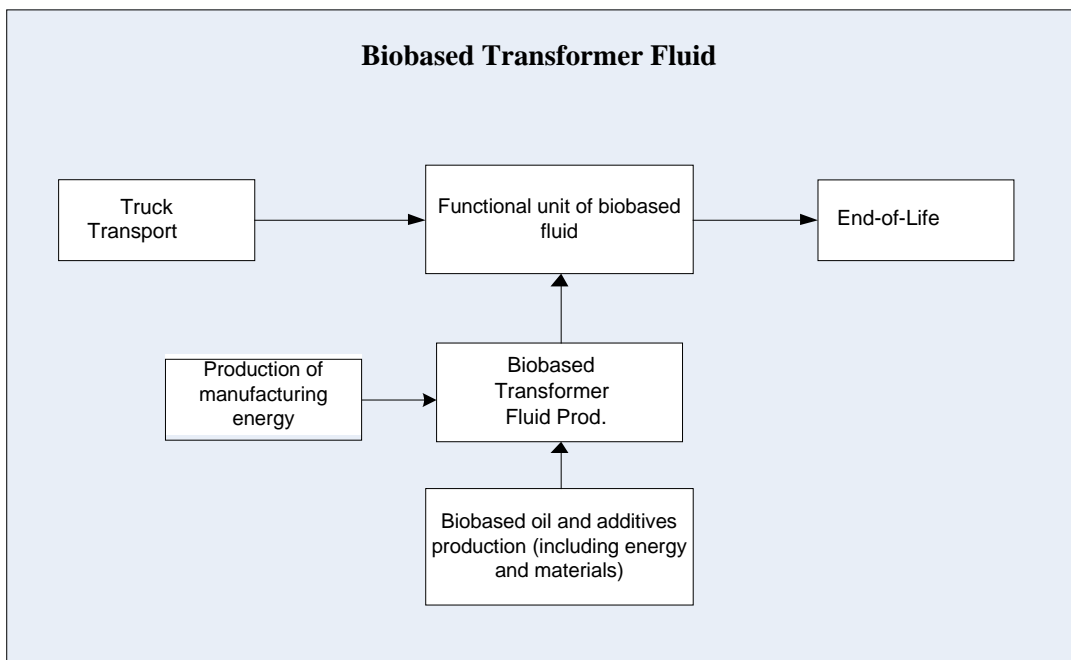 Biobased Transformer Fluid
Truck
Transport
Functional unit of biobased
fluid
End-of-Life
Production of
manufacturing
energy
Biobased
Transformer
Fluid Prod.
Biobased oil and additives
production (including energy
and materials)